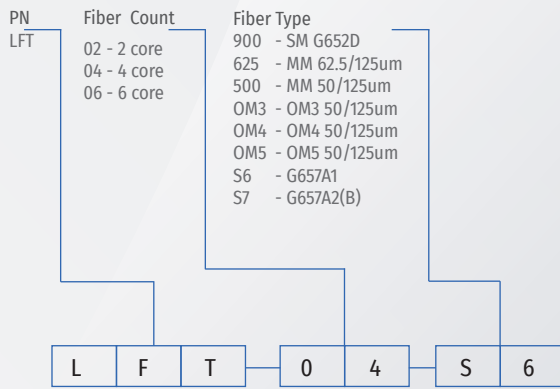 PN
LFT
Fiber Count
02 - 2 core
04 - 4 core
06 - 6 core
Fiber Type
900 - SM G652D
625 - MM 62.5/125um
500 - MM 50/125um
OM3 - OM3 50/125um
OM4 - OM4 50/125um
OM5 - OM5 50/125um
S6 - G657A1
S7 - G657A2(B)
L F T - 0 4 - S 6